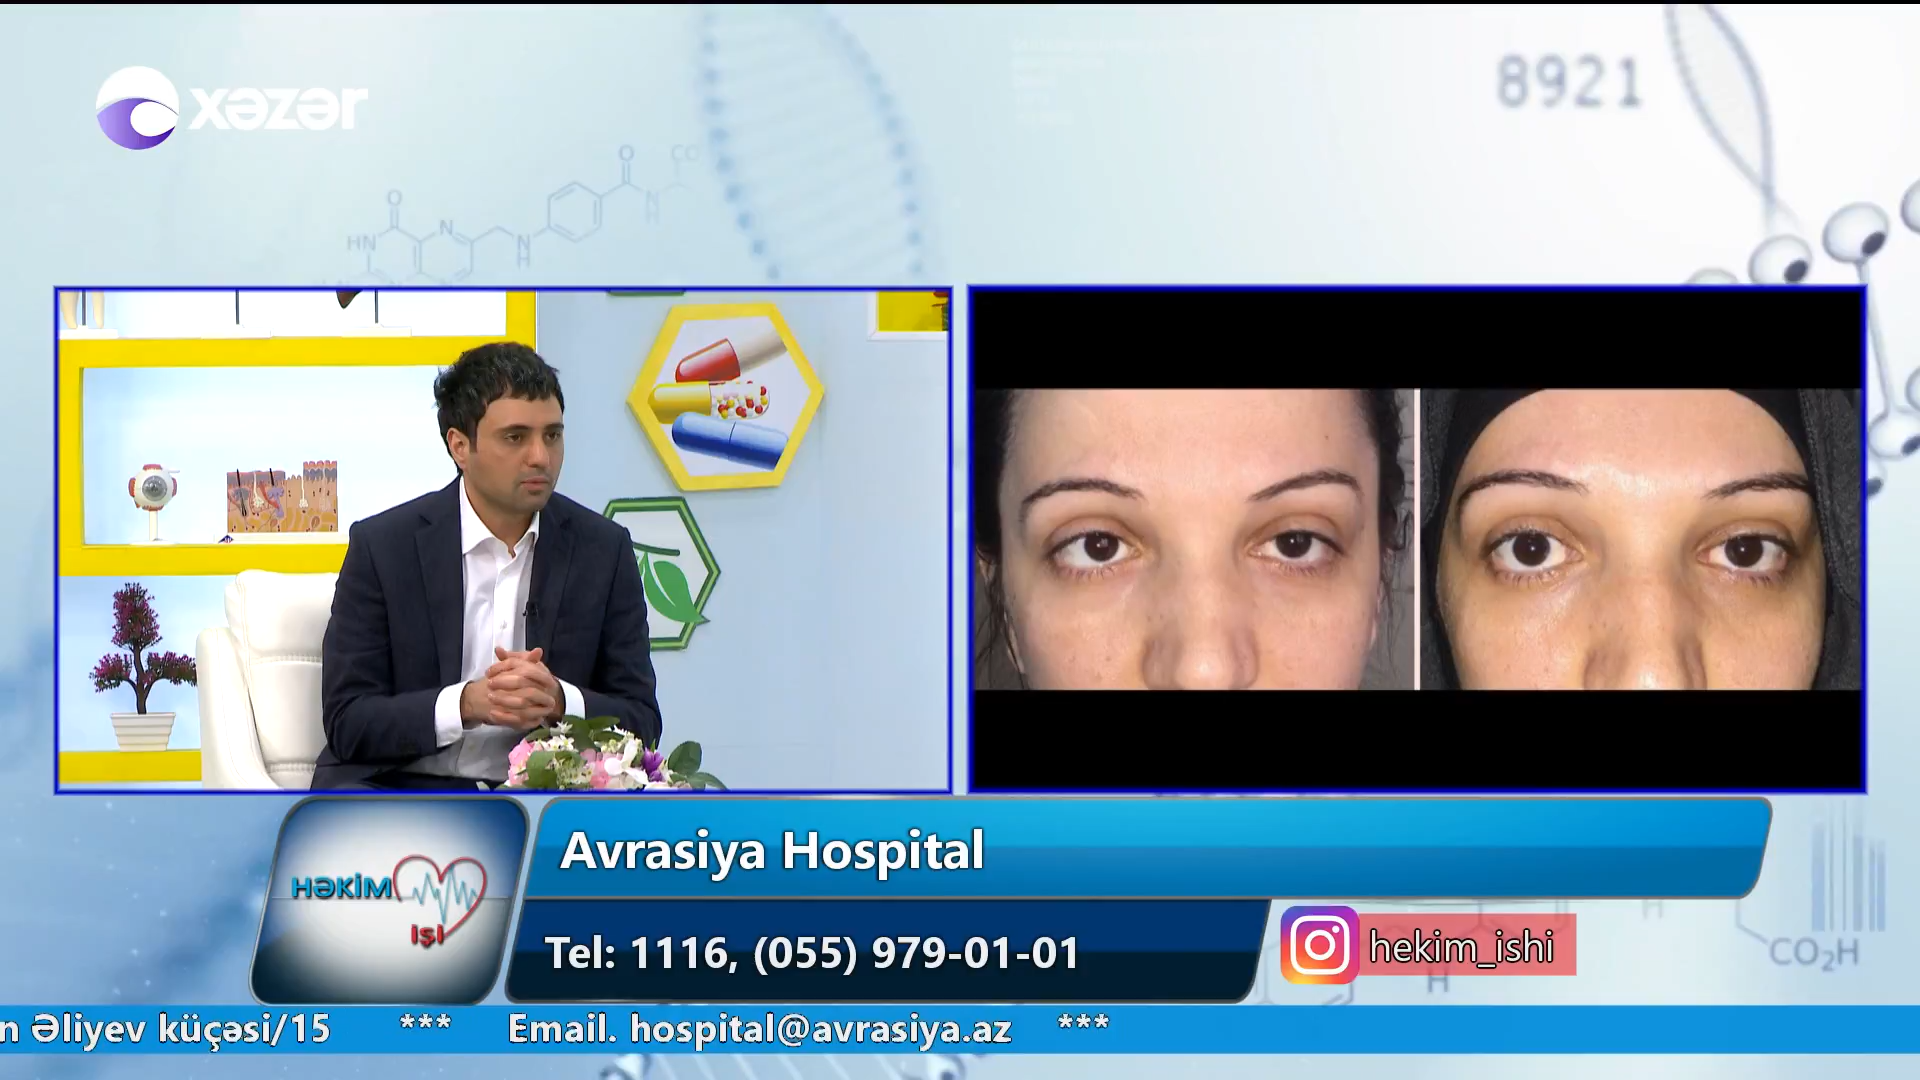 xəzər
8921
Avrasiya Hospital
HƏKİM
İŞİ
Tel: 1116, (055) 979-01-01
hekim_ishi
n Əliyev küçəsi/15 *** Email. hospital@avrasiya.az ***
O
CO
HN
N
N
H
N
H
O
CO₂H
H
H